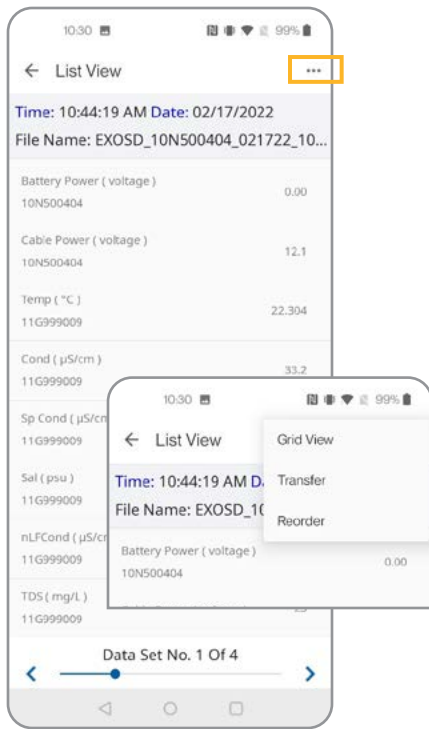 10:30 99%
← List View •••
Time: 10:44:19 AM Date: 02/17/2022
File Name: EXOSD_10N500404_021722_10...
Battery Power ( voltage )
10N500404
0.00
Cable Power ( voltage )
10N500404
12.1
Temp ( °C )
11G999009
22.304
Cond ( µS/cm )
11G999009
33.2
Sp Cond ( µS/cm
11G999009
Sal ( psu )
11G999009
nLFCond ( µS/cm
11G999009
TDS ( mg/L )
11G999009
Data Set No. 1 Of 4
10:30 99%
← List View
Time: 10:44:19 AM D
File Name: EXOSD_10
Battery Power ( voltage )
10N500404
0.00
Grid View
Transfer
Reorder